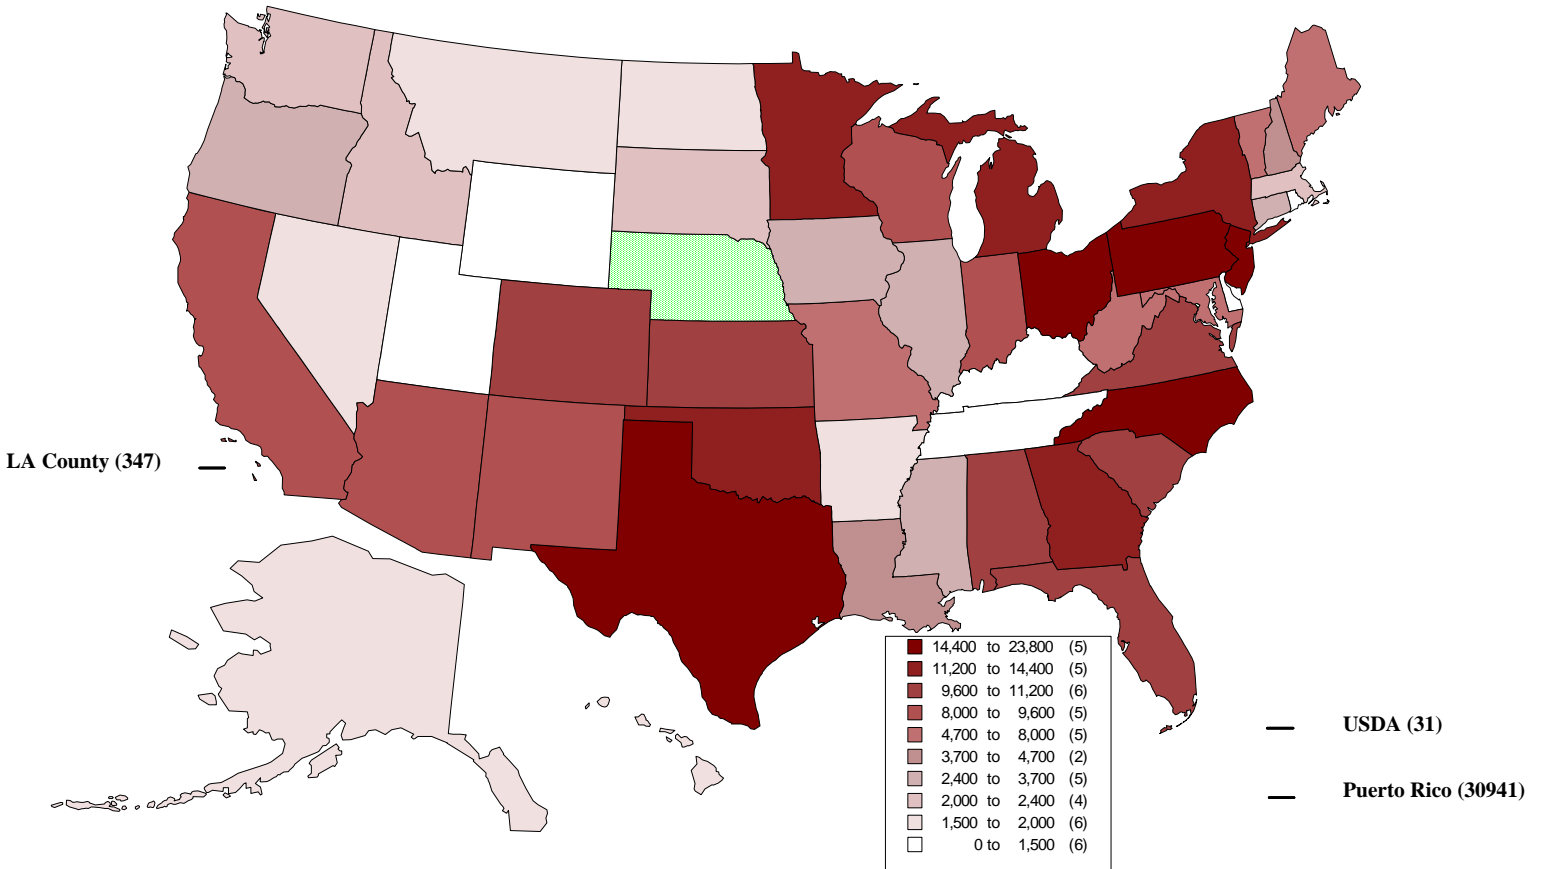 LA County (347)
14,400 to 23,800 (5)
11,200 to 14,400 (5)
9,600 to 11,200 (6)
8,000 to 9,600 (5)
4,700 to 8,000 (5)
3,700 to 4,700 (2)
2,400 to 3,700 (5)
2,000 to 2,400 (4)
1,500 to 2,000 (6)
0 to 1,500 (6)
USDA (31)
Puerto Rico (30941)